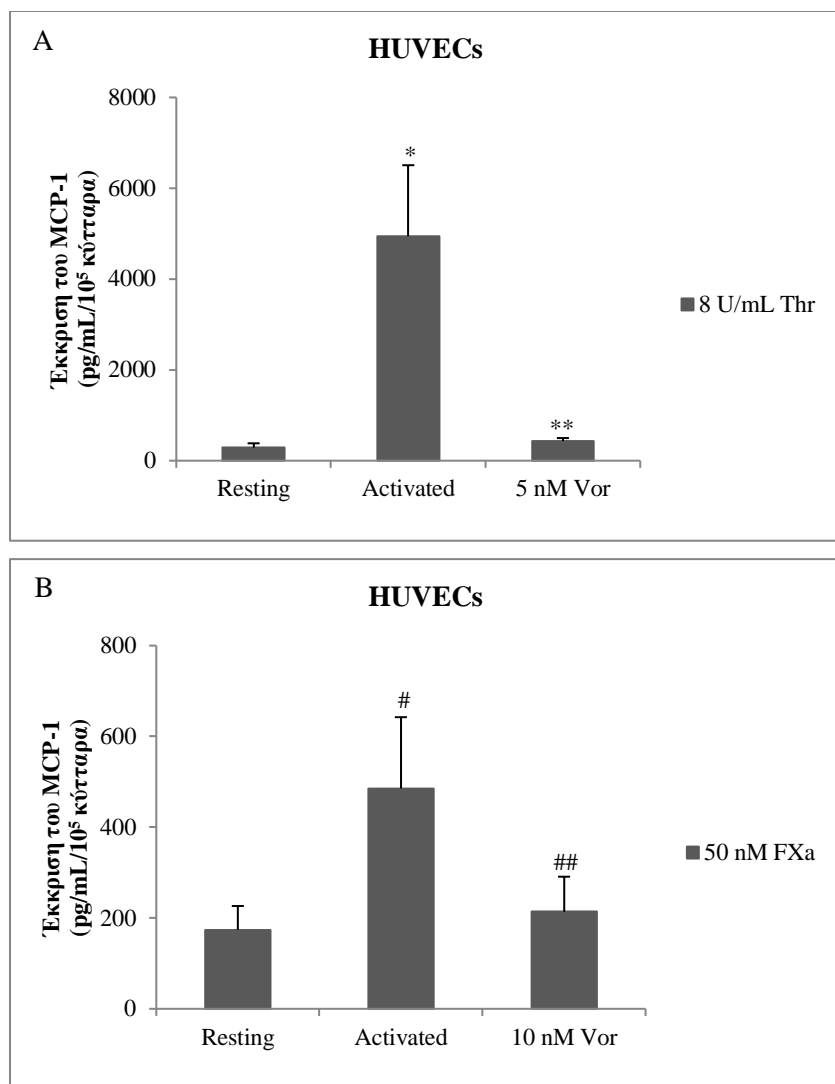 A
HUVECs
Έκκριση του MCP-1
(pg/mL/10⁵ κύτταρα)
8000
6000
4000
2000
0
*
**
Resting Activated 5 nM Vor
8 U/mL Thr
B
HUVECs
Έκκριση του MCP-1
(pg/mL/10⁵ κύτταρα)
800
600
400
200
0
#
##
Resting Activated 10 nM Vor
50 nM FXa